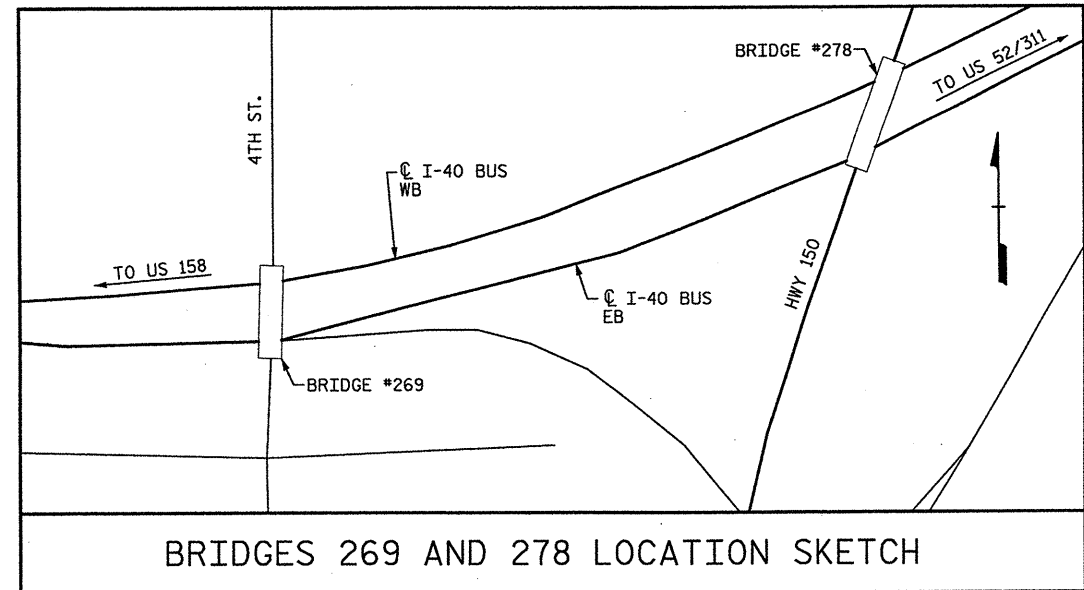 BRIDGE #278
TO US 52/311
4TH ST.
℄ I-40 BUS
WB
TO US 158
HWY 150
℄ I-40 BUS
EB
BRIDGE #269
BRIDGES 269 AND 278 LOCATION SKETCH